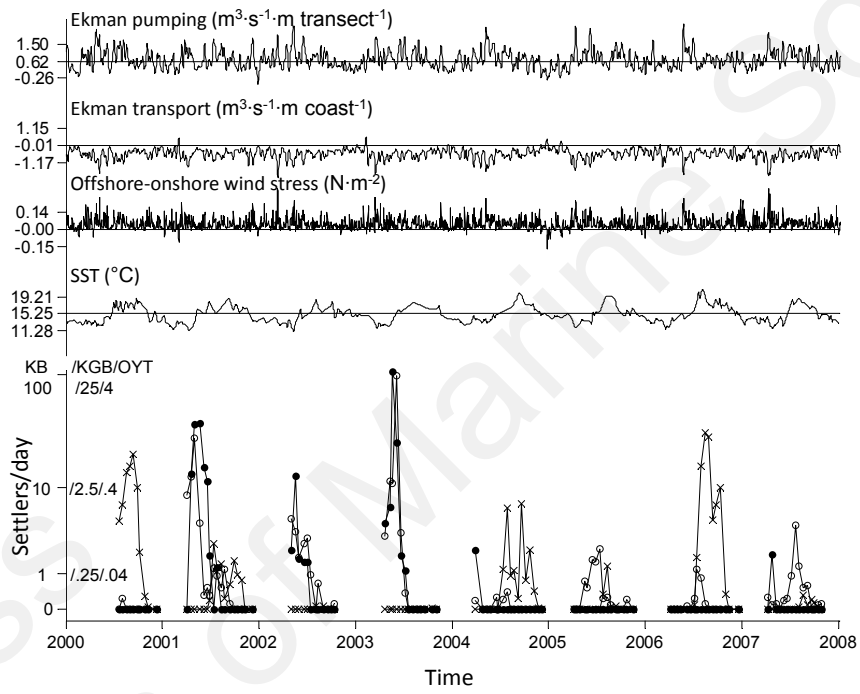 Ekman pumping (m³·s⁻¹·m transect⁻¹)
1.50
0.62
-0.26
Ekman transport (m³·s⁻¹·m coast⁻¹)
1.15
-0.01
-1.17
Offshore-onshore wind stress (N·m⁻²)
0.14
-0.00
-0.15
SST (°C)
19.21
15.25
11.28
KB /KGB/OYT
100 /25/4
10 /2.5/.4
1 /.25/.04
0
Settlers/day
2000 2001 2002 2003 2004 2005 2006 2007 2008
Time
of Marine